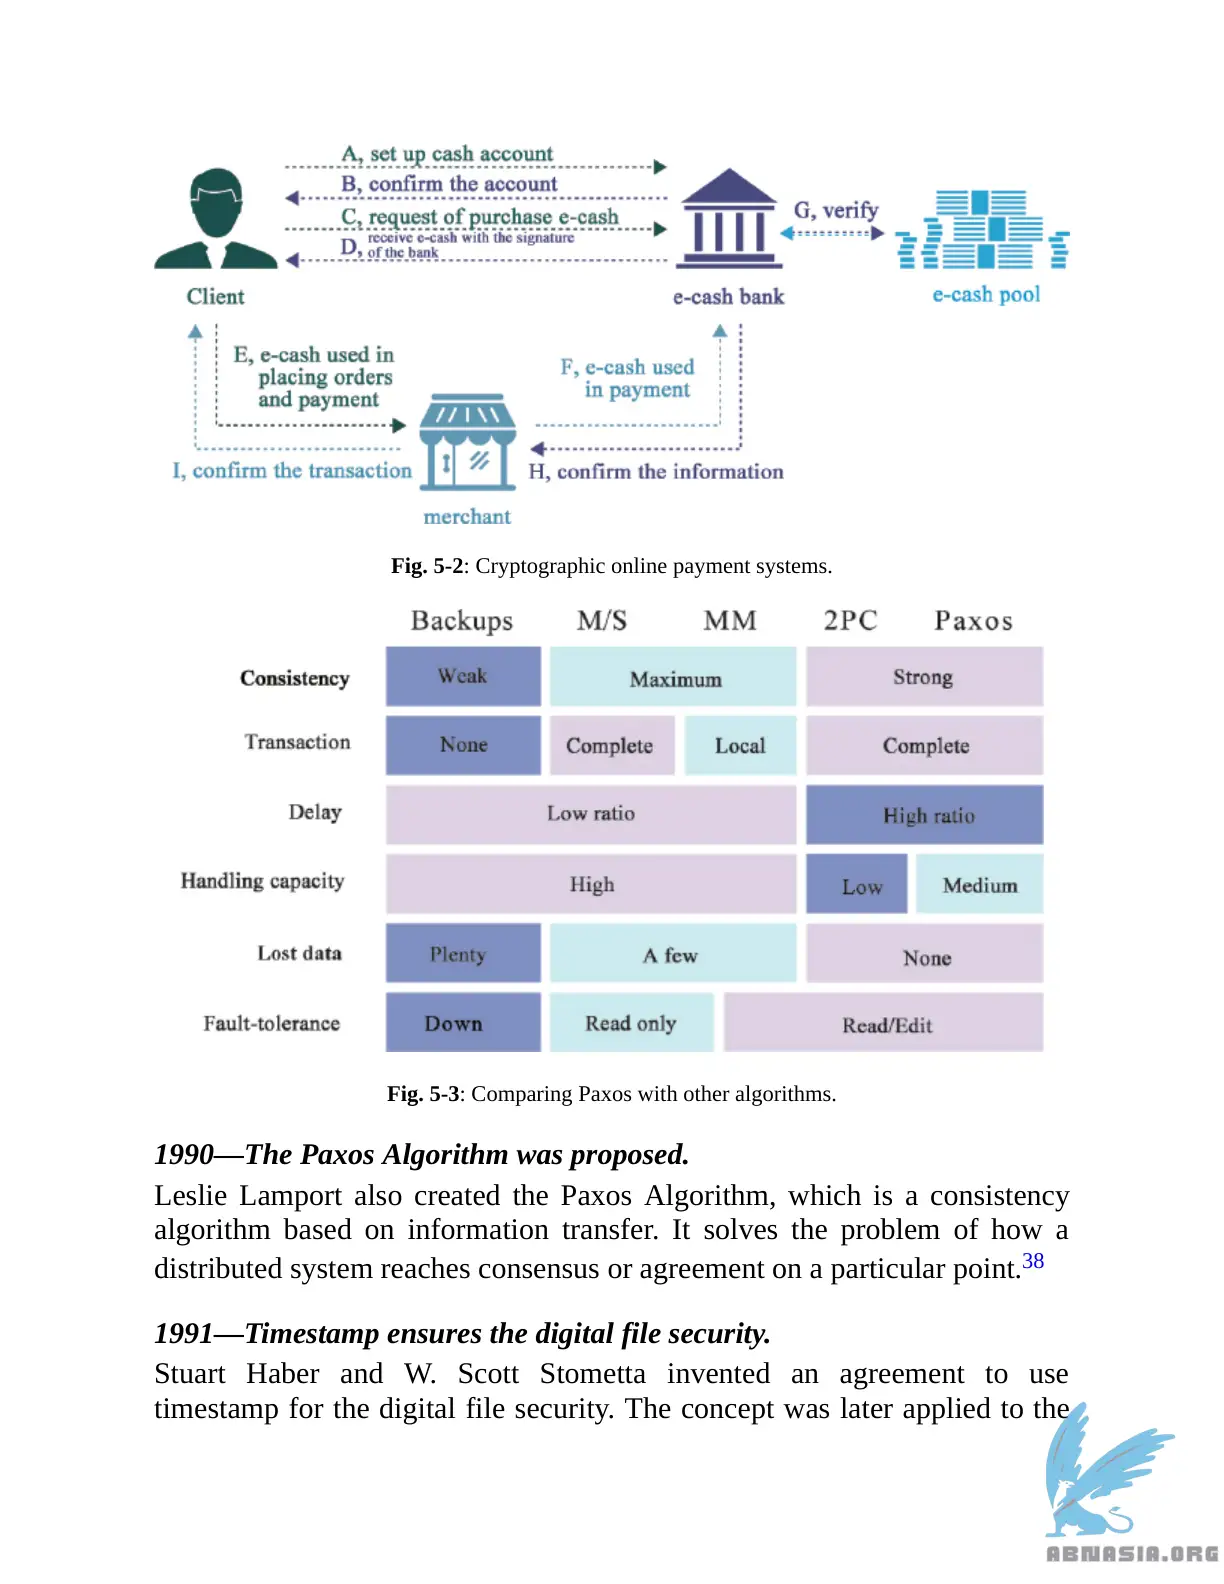 A, set up cash account
B, confirm the account
C, request of purchase e-cash
D, receive e-cash with the signature
of the bank
G, verify
Client
e-cash bank
e-cash pool
E, e-cash used in
placing orders
and payment
F, e-cash used
in payment
I, confirm the transaction
H, confirm the information
merchant
Fig. 5-2: Cryptographic online payment systems.
Backups M/S MM 2PC Paxos
Consistency Weak Maximum Strong
Transaction None Complete Local Complete
Delay Low ratio High ratio
Handling capacity High Low Medium
Lost data Plenty A few None
Fault-tolerance Down Read only Read/Edit
Fig. 5-3: Comparing Paxos with other algorithms.
1990—The Paxos Algorithm was proposed.
Leslie Lamport also created the Paxos Algorithm, which is a consistency
algorithm based on information transfer. It solves the problem of how a
distributed system reaches consensus or agreement on a particular point.38
1991—Timestamp ensures the digital file security.
Stuart Haber and W. Scott Stometta invented an agreement to use
timestamp for the digital file security. The concept was later applied to the
ABNASIA.ORG